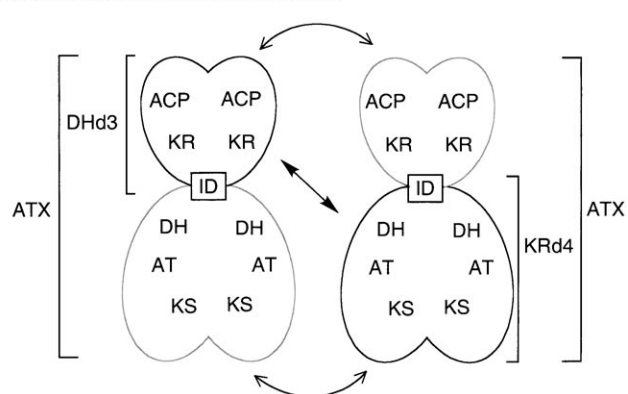 ACP ACP ACP ACP
DHd3
KR KR KR KR
ID ID
ATX ATX
DH DH DH DH
KRd4
AT AT AT AT
KS KS KS KS